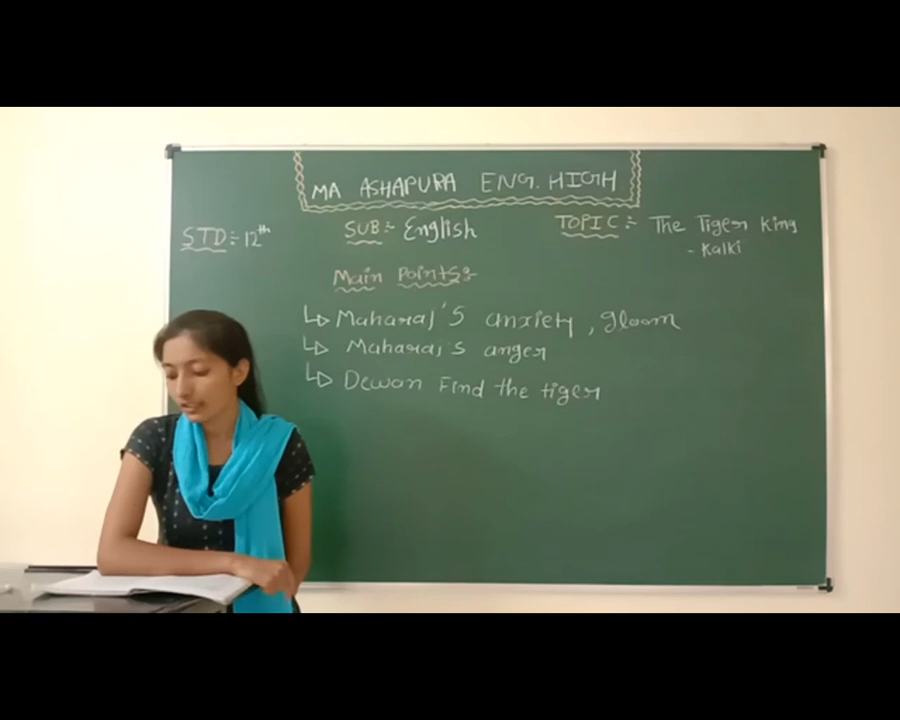 MA ASHAPURA ENG. HIGH
STD:- 12th
SUB:- English
TOPIC:- The Tiger King
- Kalki
Main Points:-
Maharaj's anxiety, gloom
Maharaj's anger
Dewan Find the tiger